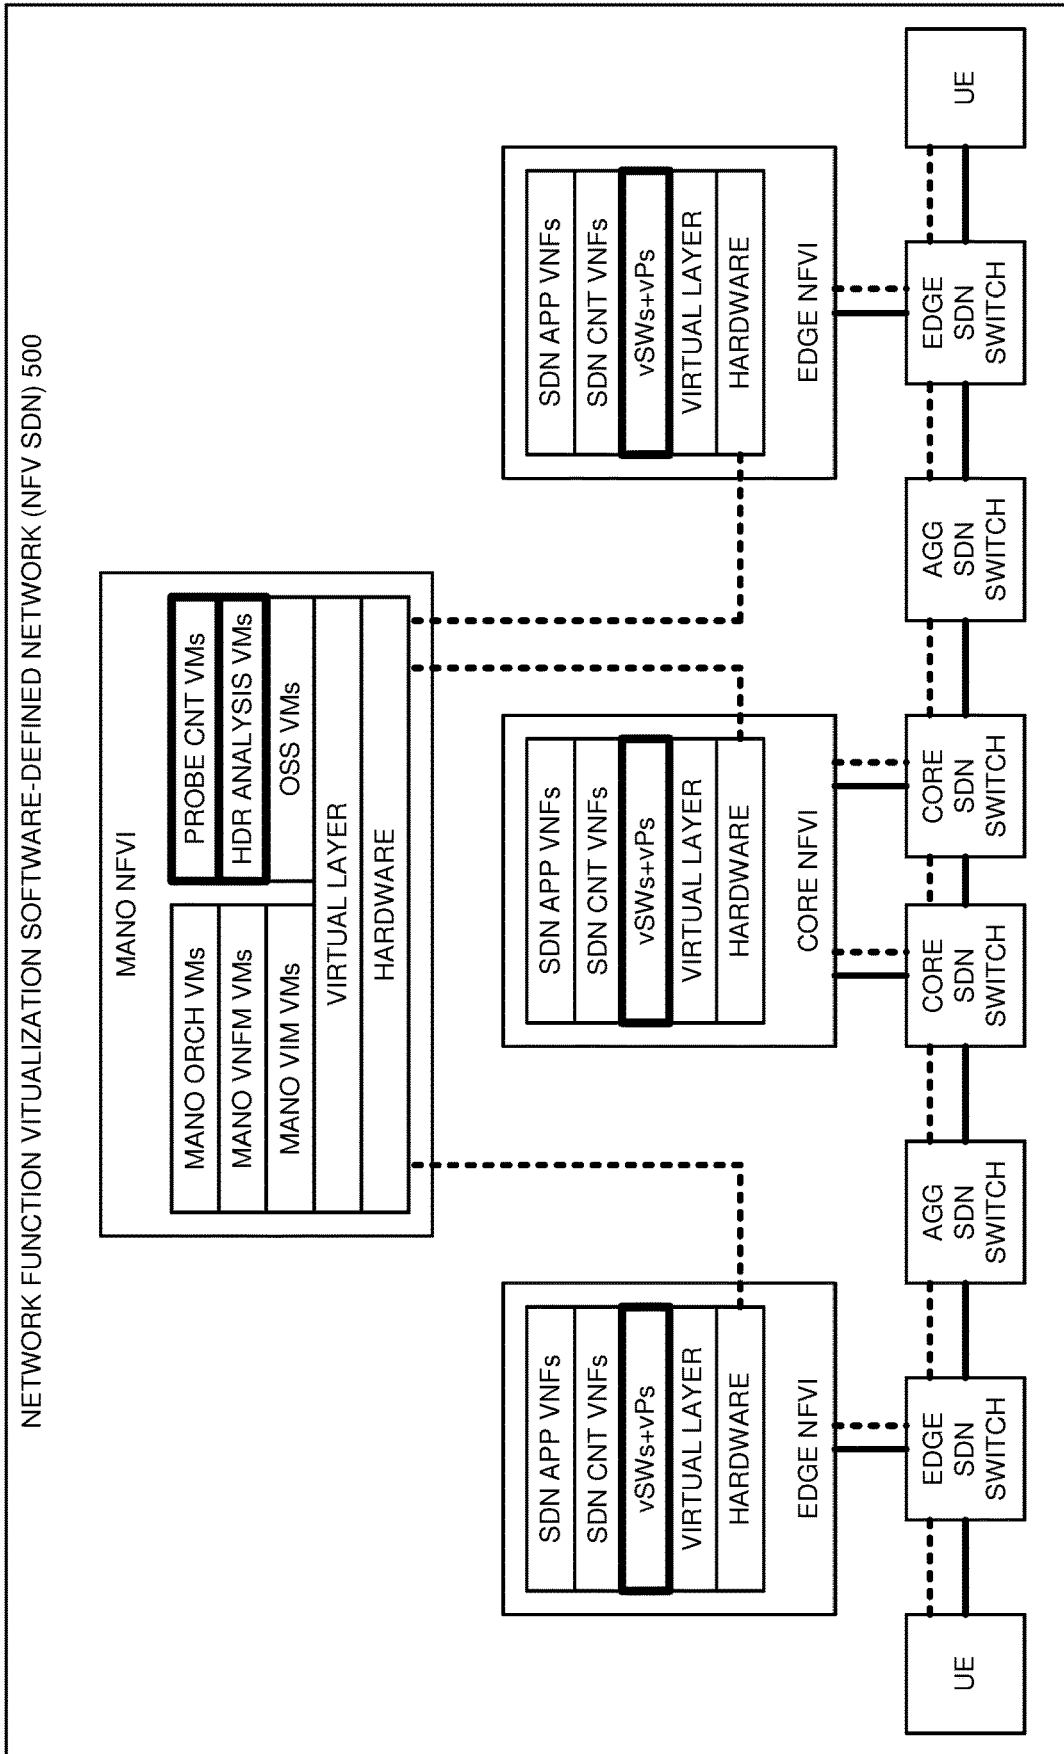 NETWORK FUNCTION VITUALIZATION SOFTWARE-DEFINED NETWORK (NFV SDN) 500
MANO NFVI
MANO ORCH VMs
MANO VNFM VMs
MANO VIM VMs
PROBE CNT VMs
HDR ANALYSIS VMs
OSS VMs
VIRTUAL LAYER
HARDWARE
SDN APP VNFs
SDN CNT VNFs
vSWs+vPs
VIRTUAL LAYER
HARDWARE
EDGE NFVI
SDN APP VNFs
SDN CNT VNFs
vSWs+vPs
VIRTUAL LAYER
HARDWARE
CORE NFVI
SDN APP VNFs
SDN CNT VNFs
vSWs+vPs
VIRTUAL LAYER
HARDWARE
EDGE NFVI
UE
EDGE
SDN
SWITCH
AGG
SDN
SWITCH
CORE
SDN
SWITCH
CORE
SDN
SWITCH
AGG
SDN
SWITCH
EDGE
SDN
SWITCH
UE